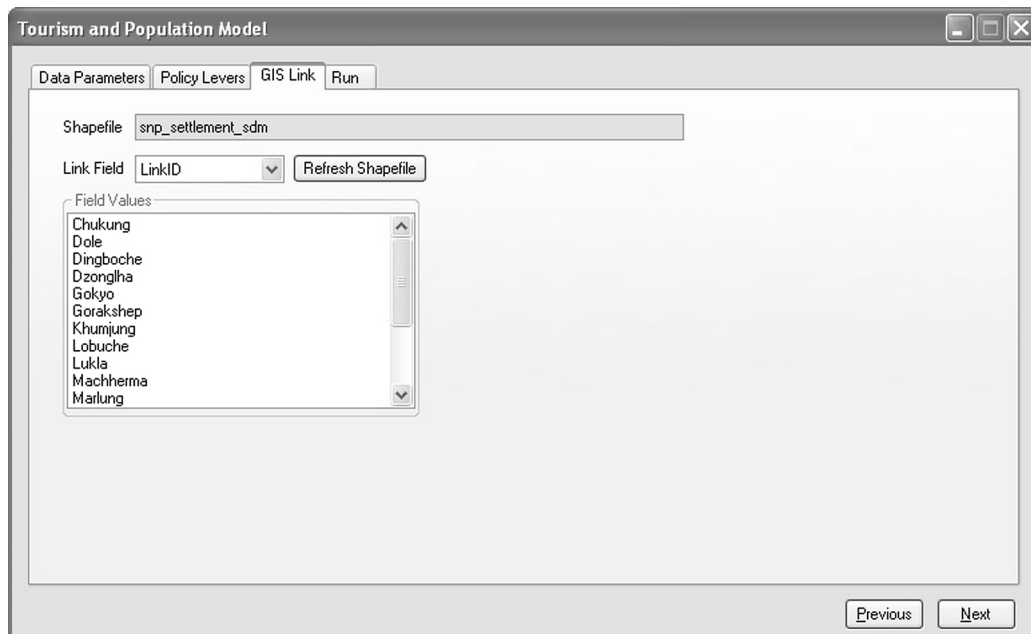 Tourism and Population Model
Data Parameters Policy Levers GIS Link Run
Shapefile snp_settlement_sdm
Link Field LinkID Refresh Shapefile
Field Values
Chukung
Dole
Dingboche
Dzonglha
Gokyo
Gorakshep
Khumjung
Lobuche
Lukla
Machherma
Marlung
Previous Next